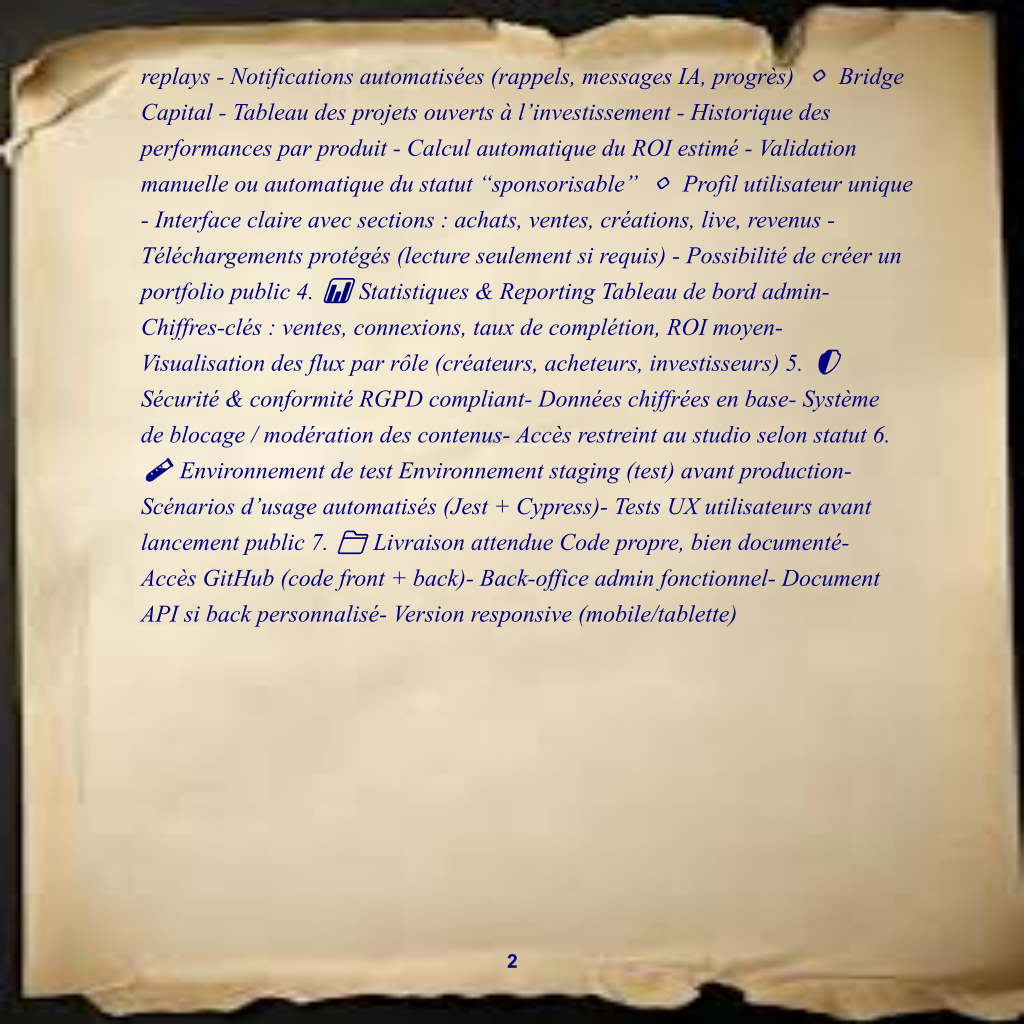 replays - Notifications automatisées (rappels, messages IA, progrès) 🔹 Bridge
Capital - Tableau des projets ouverts à l’investissement - Historique des
performances par produit - Calcul automatique du ROI estimé - Validation
manuelle ou automatique du statut “sponsorisable” 🔹 Profil utilisateur unique
- Interface claire avec sections : achats, ventes, créations, live, revenus -
Téléchargements protégés (lecture seulement si requis) - Possibilité de créer un
portfolio public 4. 📊 Statistiques & Reporting Tableau de bord admin-
Chiffres-clés : ventes, connexions, taux de complétion, ROI moyen-
Visualisation des flux par rôle (créateurs, acheteurs, investisseurs) 5. 🛡
Sécurité & conformité RGPD compliant- Données chiffrées en base- Système
de blocage / modération des contenus- Accès restreint au studio selon statut 6.
🧪 Environnement de test Environnement staging (test) avant production-
Scénarios d’usage automatisés (Jest + Cypress)- Tests UX utilisateurs avant
lancement public 7. 🗀 Livraison attendue Code propre, bien documenté-
Accès GitHub (code front + back)- Back-office admin fonctionnel- Document
API si back personnalisé- Version responsive (mobile/tablette)
2